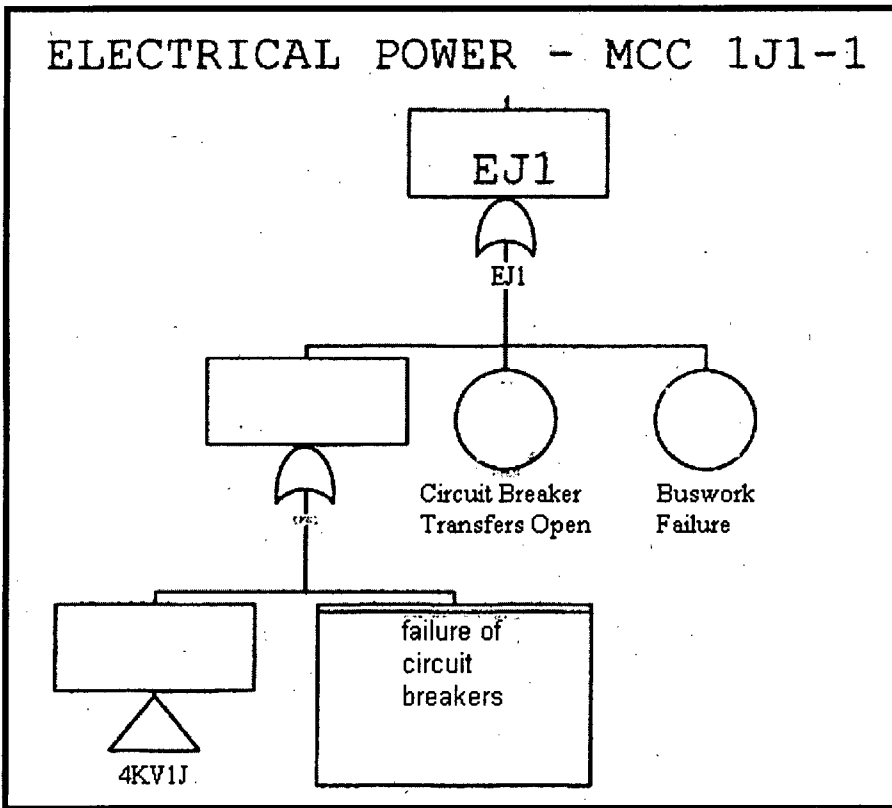 ELECTRICAL POWER - MCC 1J1-1
EJ1
EJ1
Circuit Breaker
Transfers Open
Buswork
Failure
failure of
circuit
breakers
4KV1J